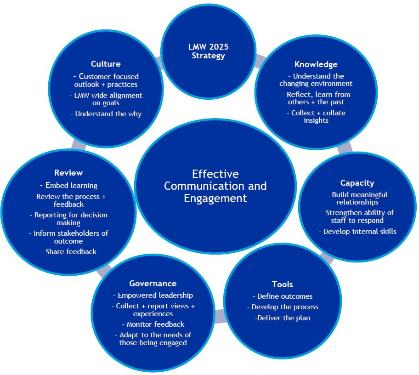 LMW 2025
Strategy
Knowledge
- Understand the
changing environment
- Reflect, learn from
others + the past
- Collect + collate
insights
Capacity
Build meaningful
relationships
Strengthen ability of
staff to respond
- Develop internal skills
Tools
- Define outcomes
- Develop the process
-Deliver the plan
Governance
- Empowered leadership
- Collect + report views +
experiences
- Monitor feedback
- Adapt to the needs of
those being engaged
Review
- Embed learning
Review the process +
feedback
- Reporting for decision
making
- Inform stakeholders of
outcome
Share feedback
Culture
- Customer focused
outlook + practices
- LMW wide alignment
on goals
- Understand the why
Effective
Communication and
Engagement